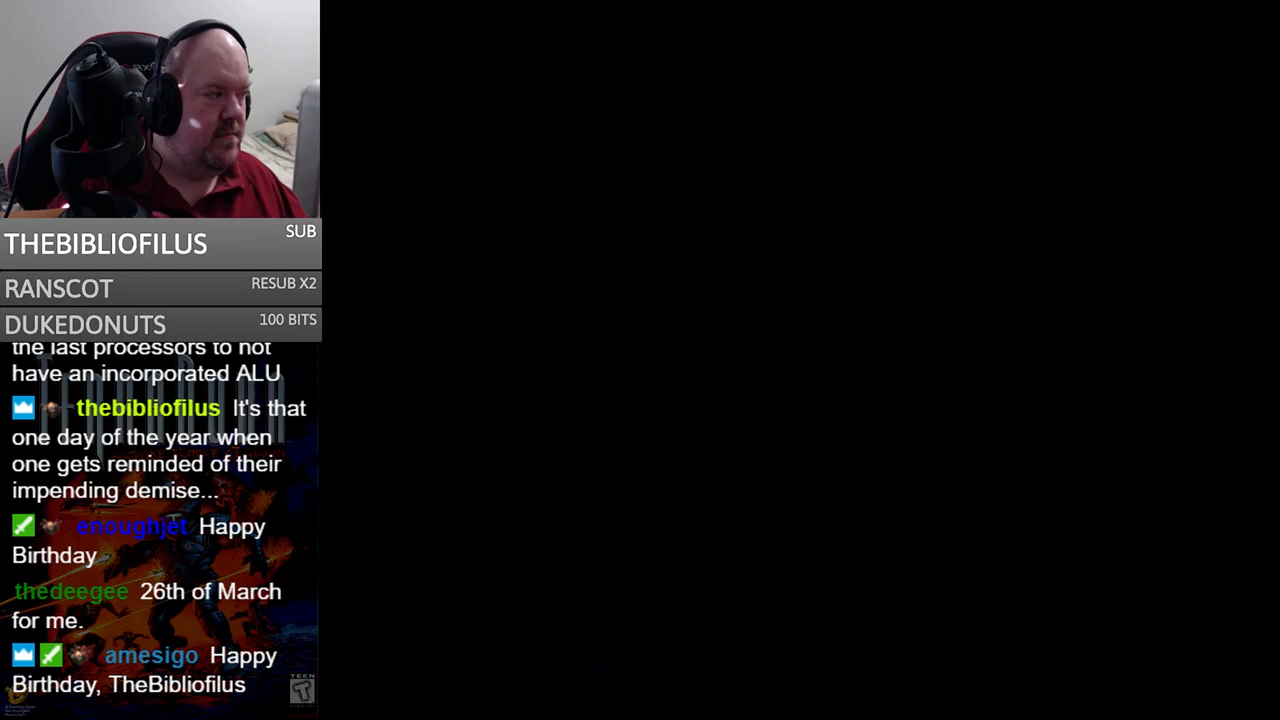 THEBIBLIOFILUS SUB
RANSCOT RESUB X2
DUKEDONUTS 100 BITS
the last processors to not
have an incorporated ALU
thebibliofilus It's that
one day of the year when
one gets reminded of their
impending demise...
enoughjet Happy
Birthday
thedeegee 26th of March
for me.
amesigo Happy
Birthday, TheBibliofilus
TEEN
T